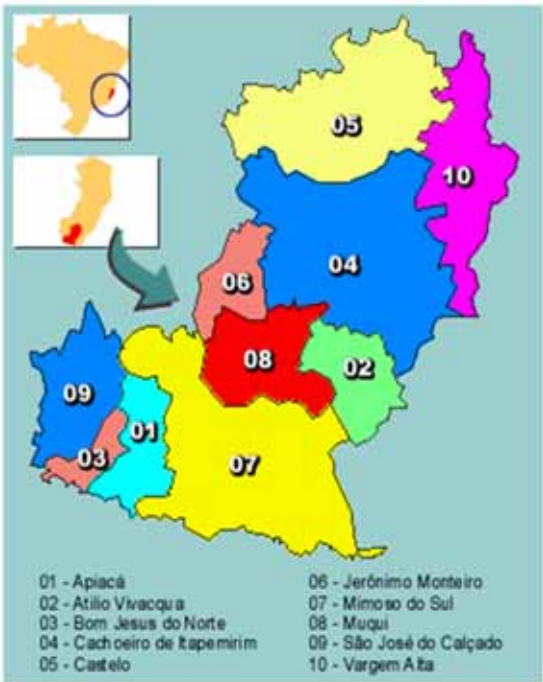 05
10
04
06
08
02
09
01
03
07
01 - Apiacá
02 - Atilio Vivacqua
03 - Bom Jesus do Norte
04 - Cachoeiro de Itapemirim
05 - Castelo
06 - Jerônimo Monteiro
07 - Mimoso do Sul
08 - Muqui
09 - São José do Calçado
10 - Vargem Alta